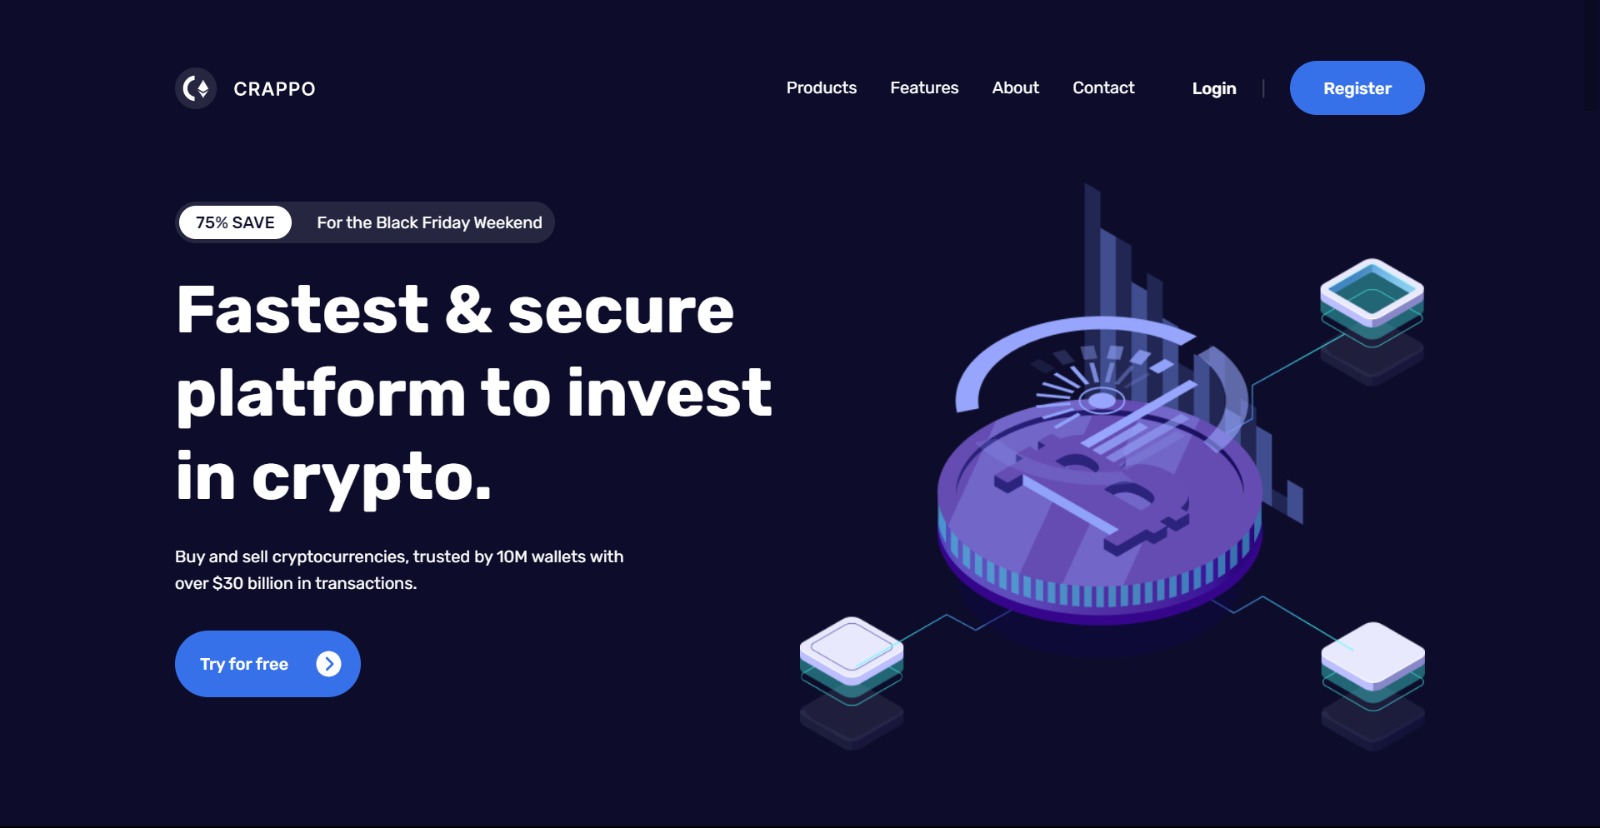 CRAPPO
Products
Features
About
Contact
Login
Register
75% SAVE
For the Black Friday Weekend
Fastest & secure
platform to invest
in crypto.
Buy and sell cryptocurrencies, trusted by 10M wallets with
over $30 billion in transactions.
Try for free